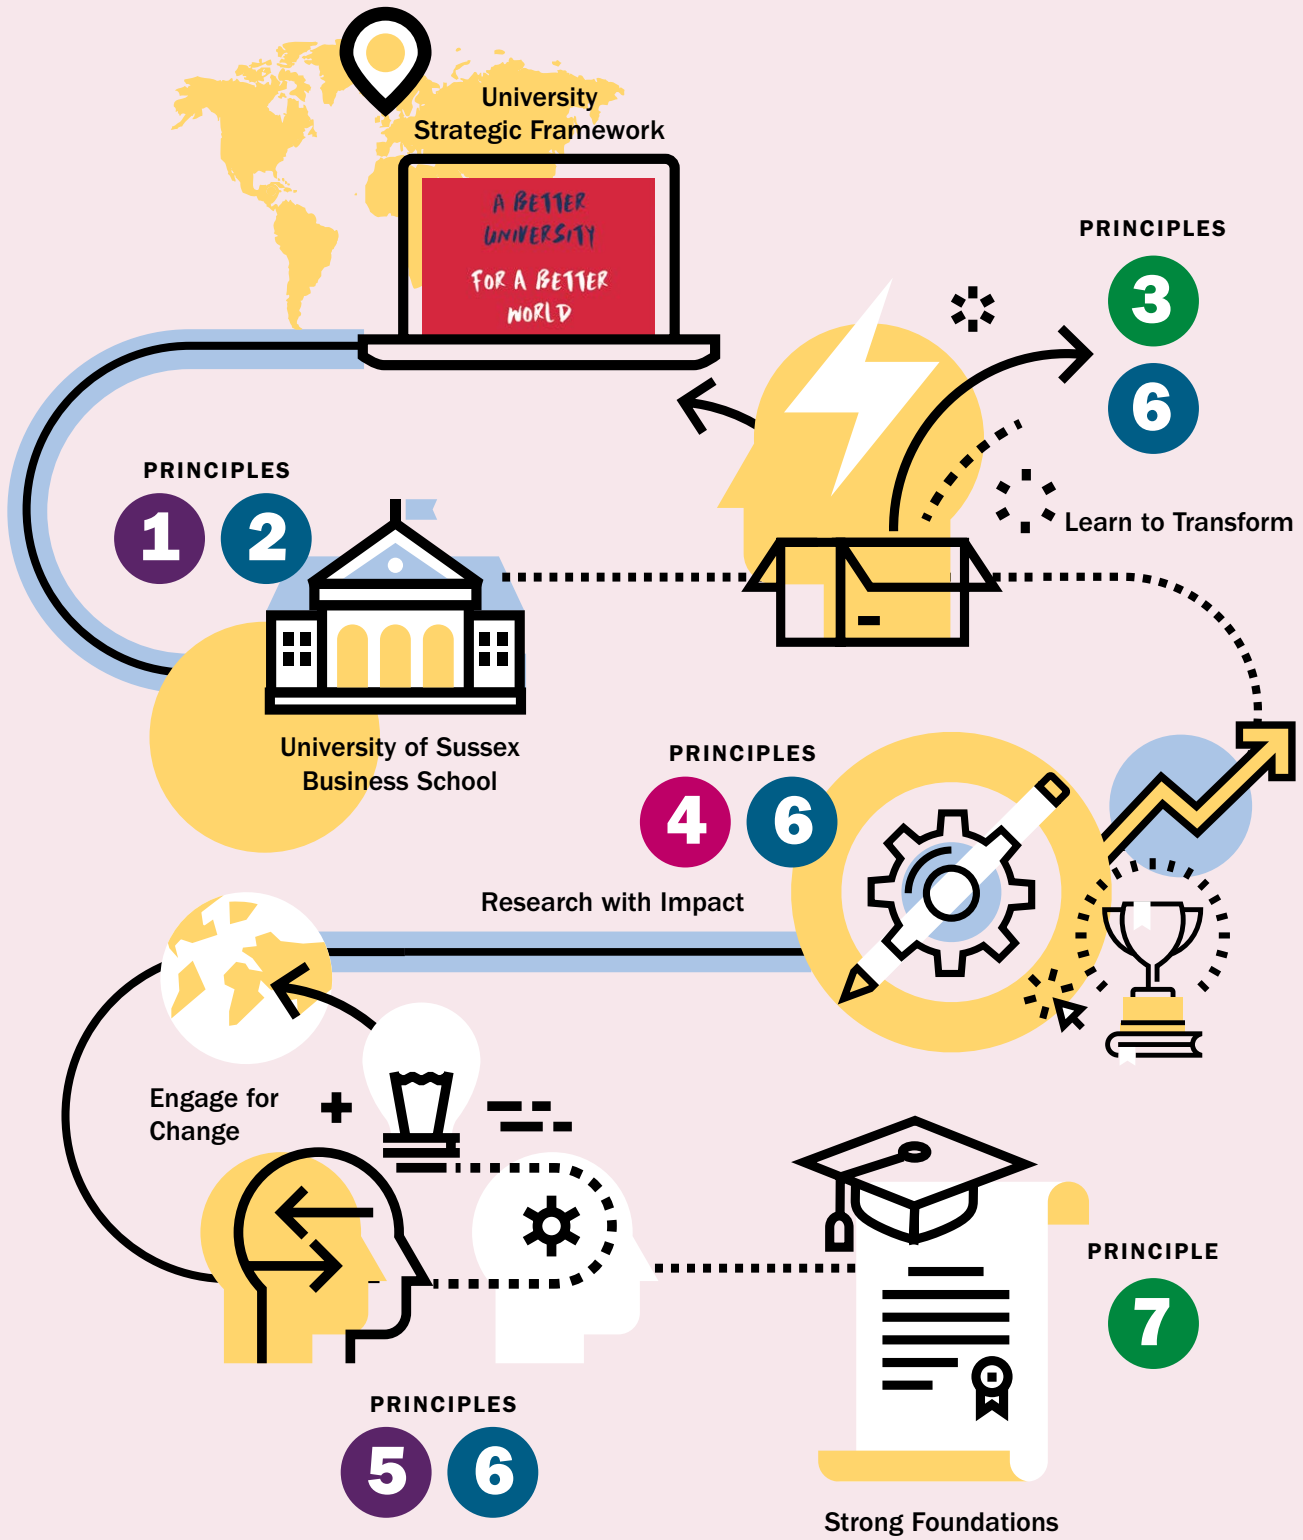 University
Strategic Framework
A BETTER
UNIVERSITY
FOR A BETTER
WORLD
PRINCIPLES
3
6
Learn to Transform
PRINCIPLES
1 2
University of Sussex
Business School
PRINCIPLES
4 6
Research with Impact
Engage for
Change
PRINCIPLE
7
PRINCIPLES
5 6
Strong Foundations